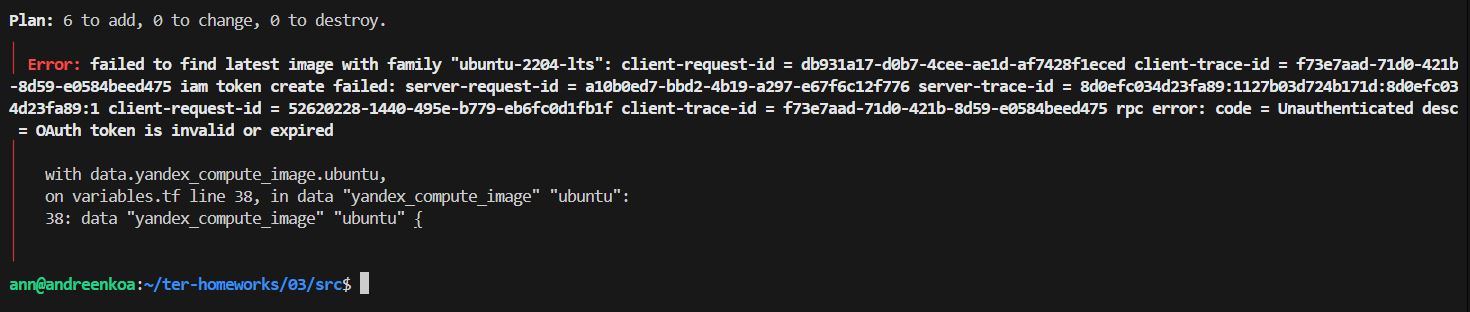 Plan: 6 to add, 0 to change, 0 to destroy.
Error: failed to find latest image with family "ubuntu-2204-lts": client-request-id = db931a17-d0b7-4cee-ae1d-af7428f1eced client-trace-id = f73e7aad-71d0-421b
-8d59-e0584beed475 iam token create failed: server-request-id = a10b0ed7-bbd2-4b19-a297-e67f6c12f776 server-trace-id = 8d0efc034d23fa89:1127b03d724b171d:8d0efc03
4d23fa89:1 client-request-id = 52620228-1440-495e-b779-eb6fc0d1fb1f client-trace-id = f73e7aad-71d0-421b-8d59-e0584beed475 rpc error: code = Unauthenticated desc
= OAuth token is invalid or expired
with data.yandex_compute_image.ubuntu,
on variables.tf line 38, in data "yandex_compute_image" "ubuntu":
38: data "yandex_compute_image" "ubuntu" {
ann@andreenkoa:~/ter-homeworks/03/src$